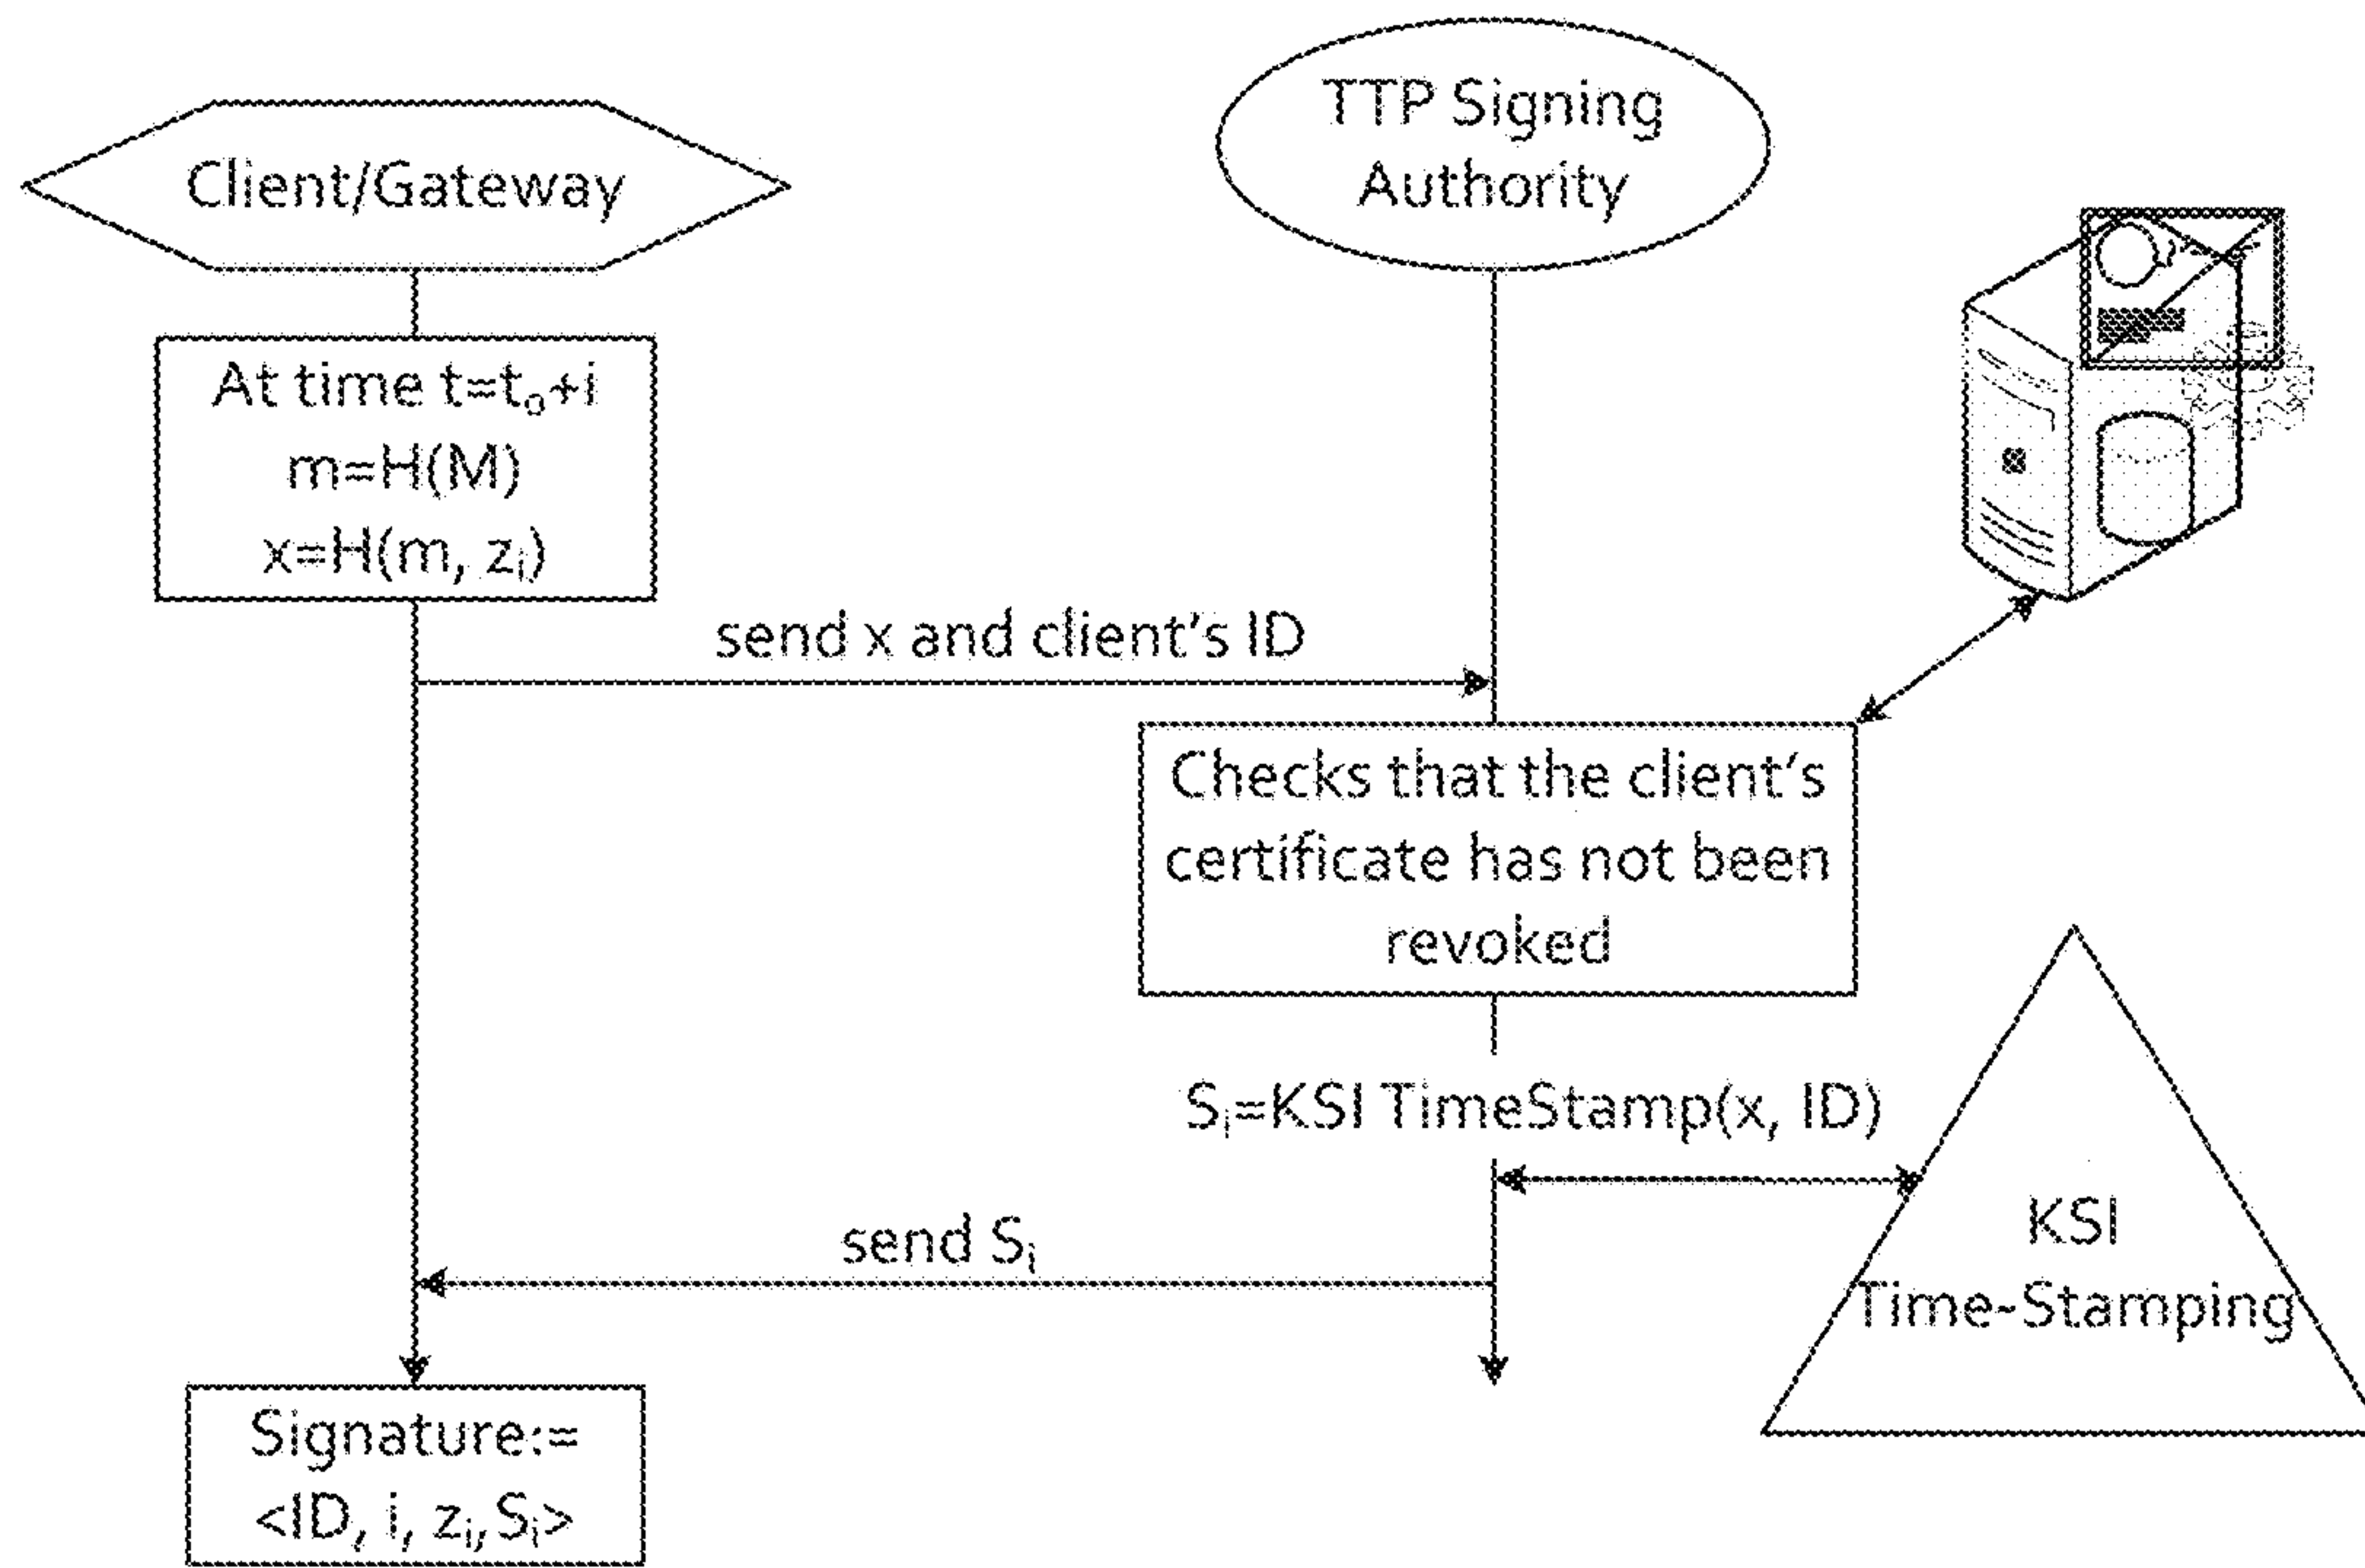 TTP Signing
Authority
Client/Gateway
At time t=t₀+i
m=H(M)
x=H(m, zᵢ)
send x and client's ID
Checks that the client's
certificate has not been
revoked
Sᵢ=KSI TimeStamp(x, ID)
KSI
Time-Stamping
send Sᵢ
Signature:=
<ID, i, zᵢ,Sᵢ>